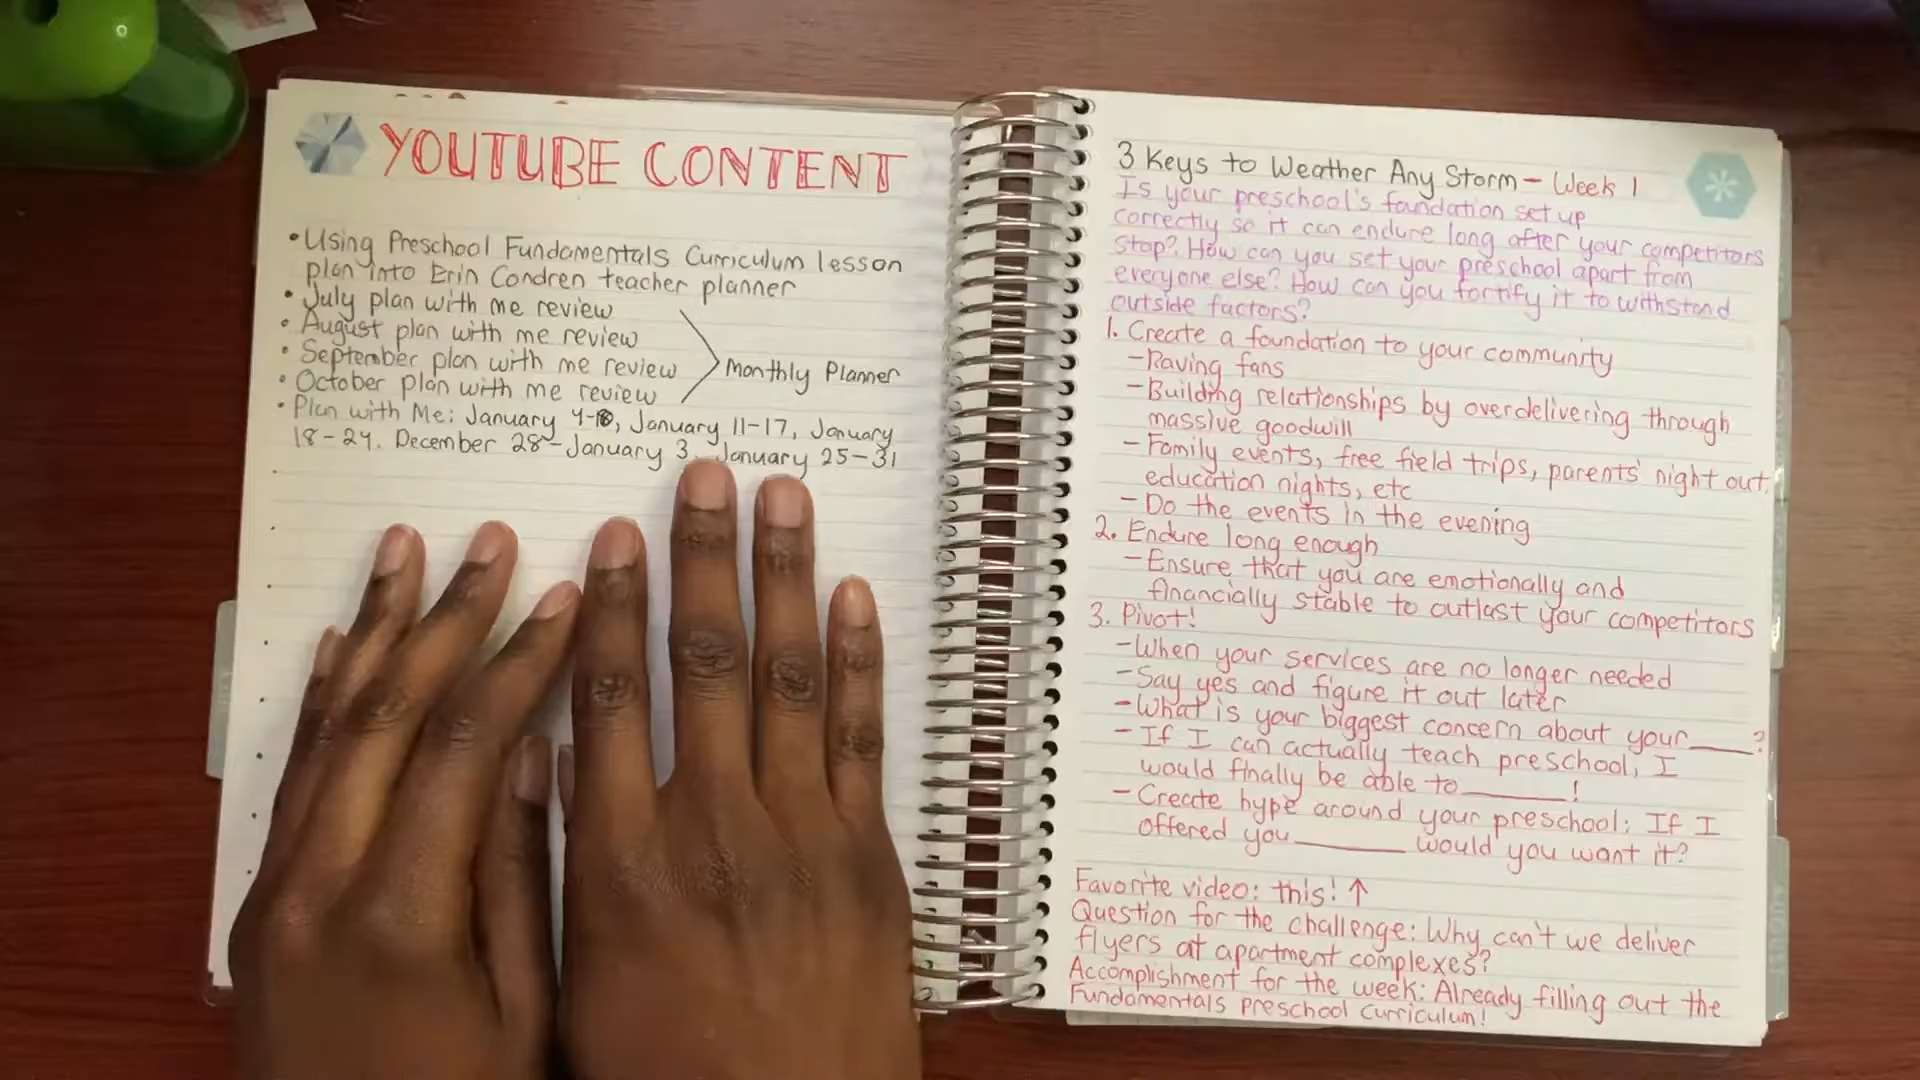 YOUTUBE CONTENT
• Using Preschool Fundamentals Curriculum lesson
plan into Erin Condren teacher planner
• July plan with me review
• August plan with me review
• September plan with me review
• October plan with me review
Monthly Planner
• Plan with Me: January 4-10, January 11-17, January
18-24, December 28-January 3, January 25-31
3 Keys to Weather Any Storm - Week 1
Is your preschool's foundation set up
correctly so it can endure long after your competitors
stop? How can you set your preschool apart from
everyone else? How can you fortify it to withstand
outside factors?
1. Create a foundation to your community
- Raving fans
- Building relationships by overdelivering through
massive goodwill
- Family events, free field trips, parents' night out,
education nights, etc
- Do the events in the evening
2. Endure long enough
- Ensure that you are emotionally and
financially stable to outlast your competitors
3. Pivot!
- When your services are no longer needed
- Say yes and figure it out later
- What is your biggest concern about your____?
- If I can actually teach preschool, I
would finally be able to______!
- Create hype around your preschool: If I
offered you______ would you want it?
Favorite video: this! ↑
Question for the challenge: Why can't we deliver
flyers at apartment complexes?
Accomplishment for the week: Already filling out the
Fundamentals preschool curriculum!
AUGUST